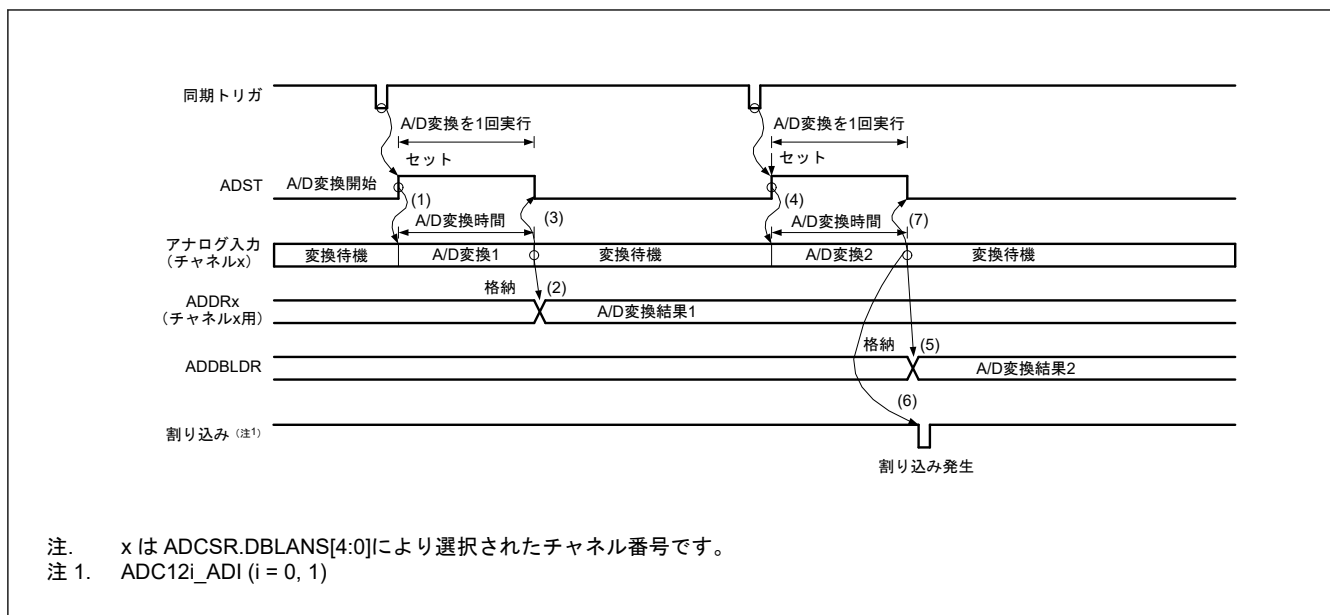 同期トリガ
A/D変換を1回実行
A/D変換を1回実行
セット
セット
ADST
A/D変換開始
(1)
(3)
(4)
(7)
A/D変換時間
A/D変換時間
アナログ入力
（チャネルx）
変換待機
A/D変換1
変換待機
A/D変換2
変換待機
格納
(2)
ADDRx
（チャネルx用）
A/D変換結果1
格納
(5)
ADDBLDR
A/D変換結果2
(6)
割り込み（注1）
割り込み発生
注. x は ADCSR.DBLANS[4:0]により選択されたチャネル番号です。
注 1. ADC12i_ADI (i = 0, 1)